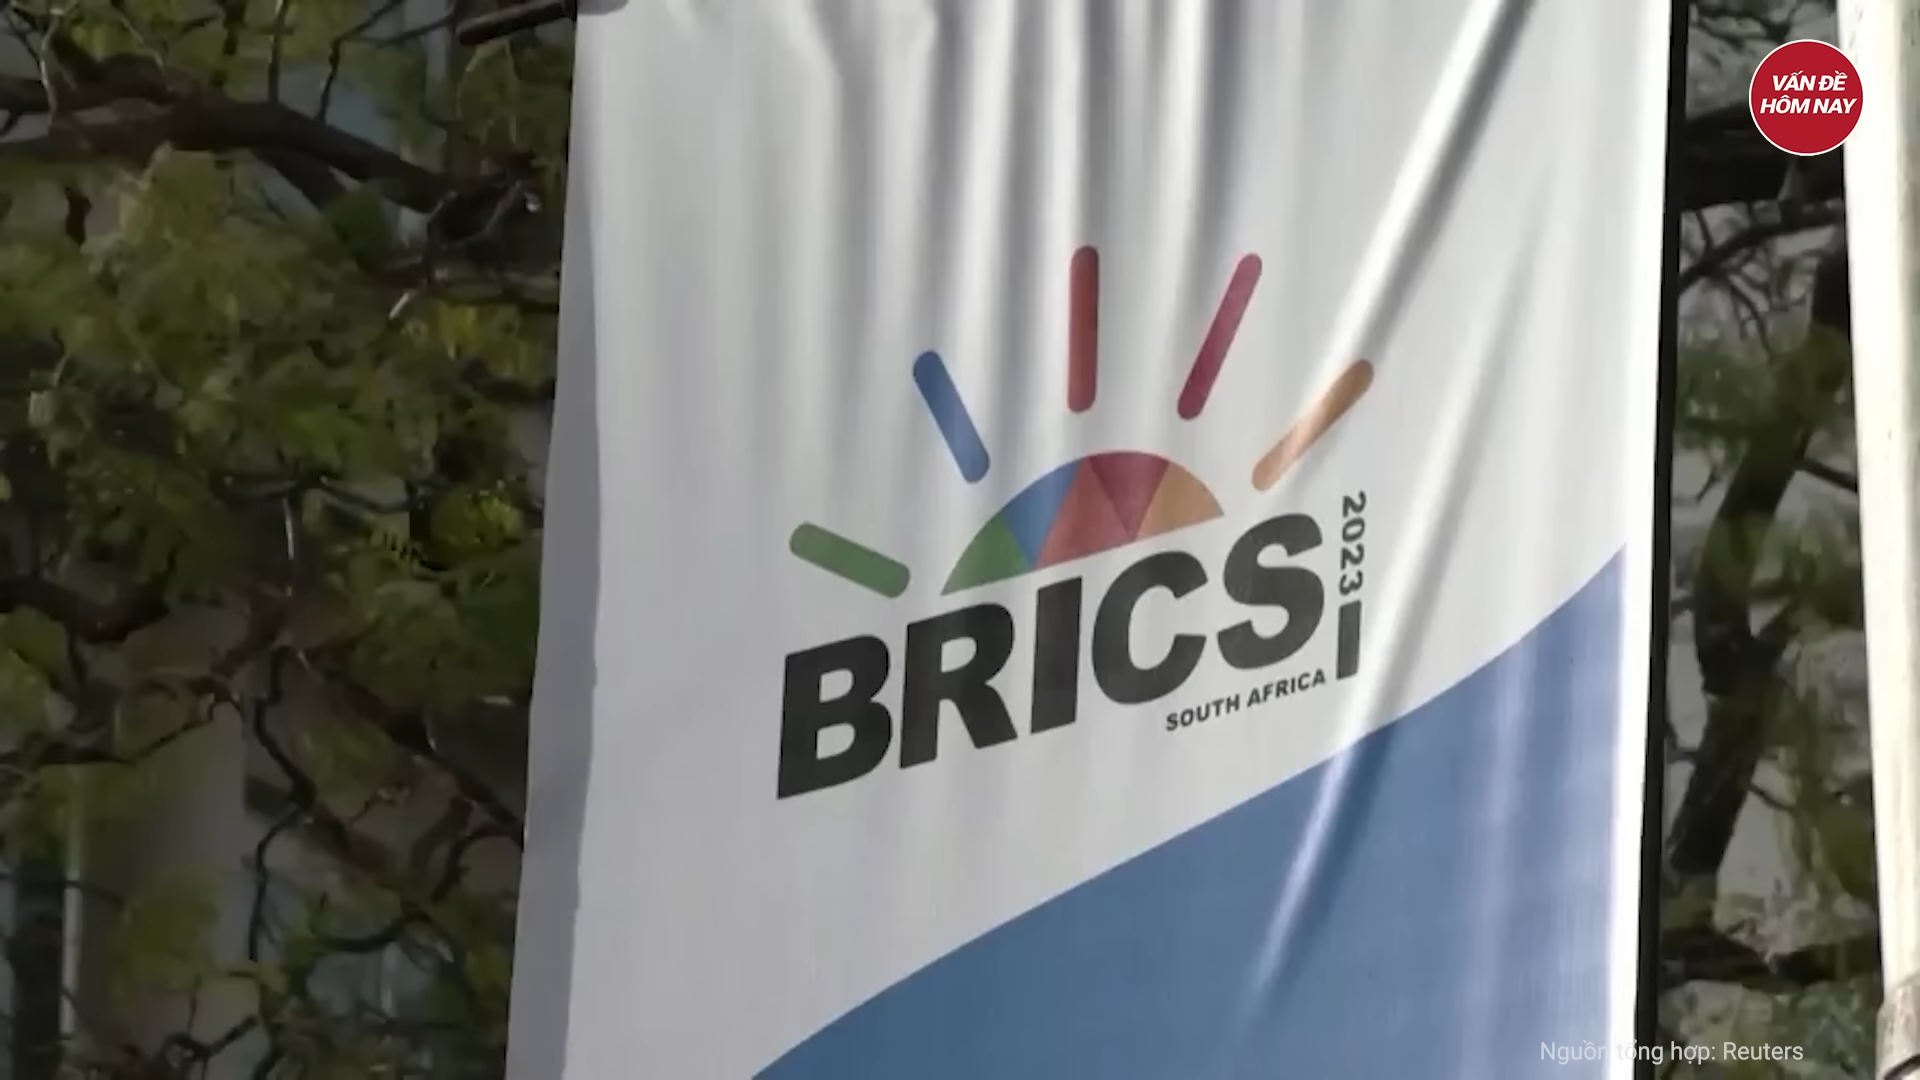 VẤN ĐỀ
HÔM NAY
2023
BRICS
SOUTH AFRICA
Nguồn tổng hợp: Reuters